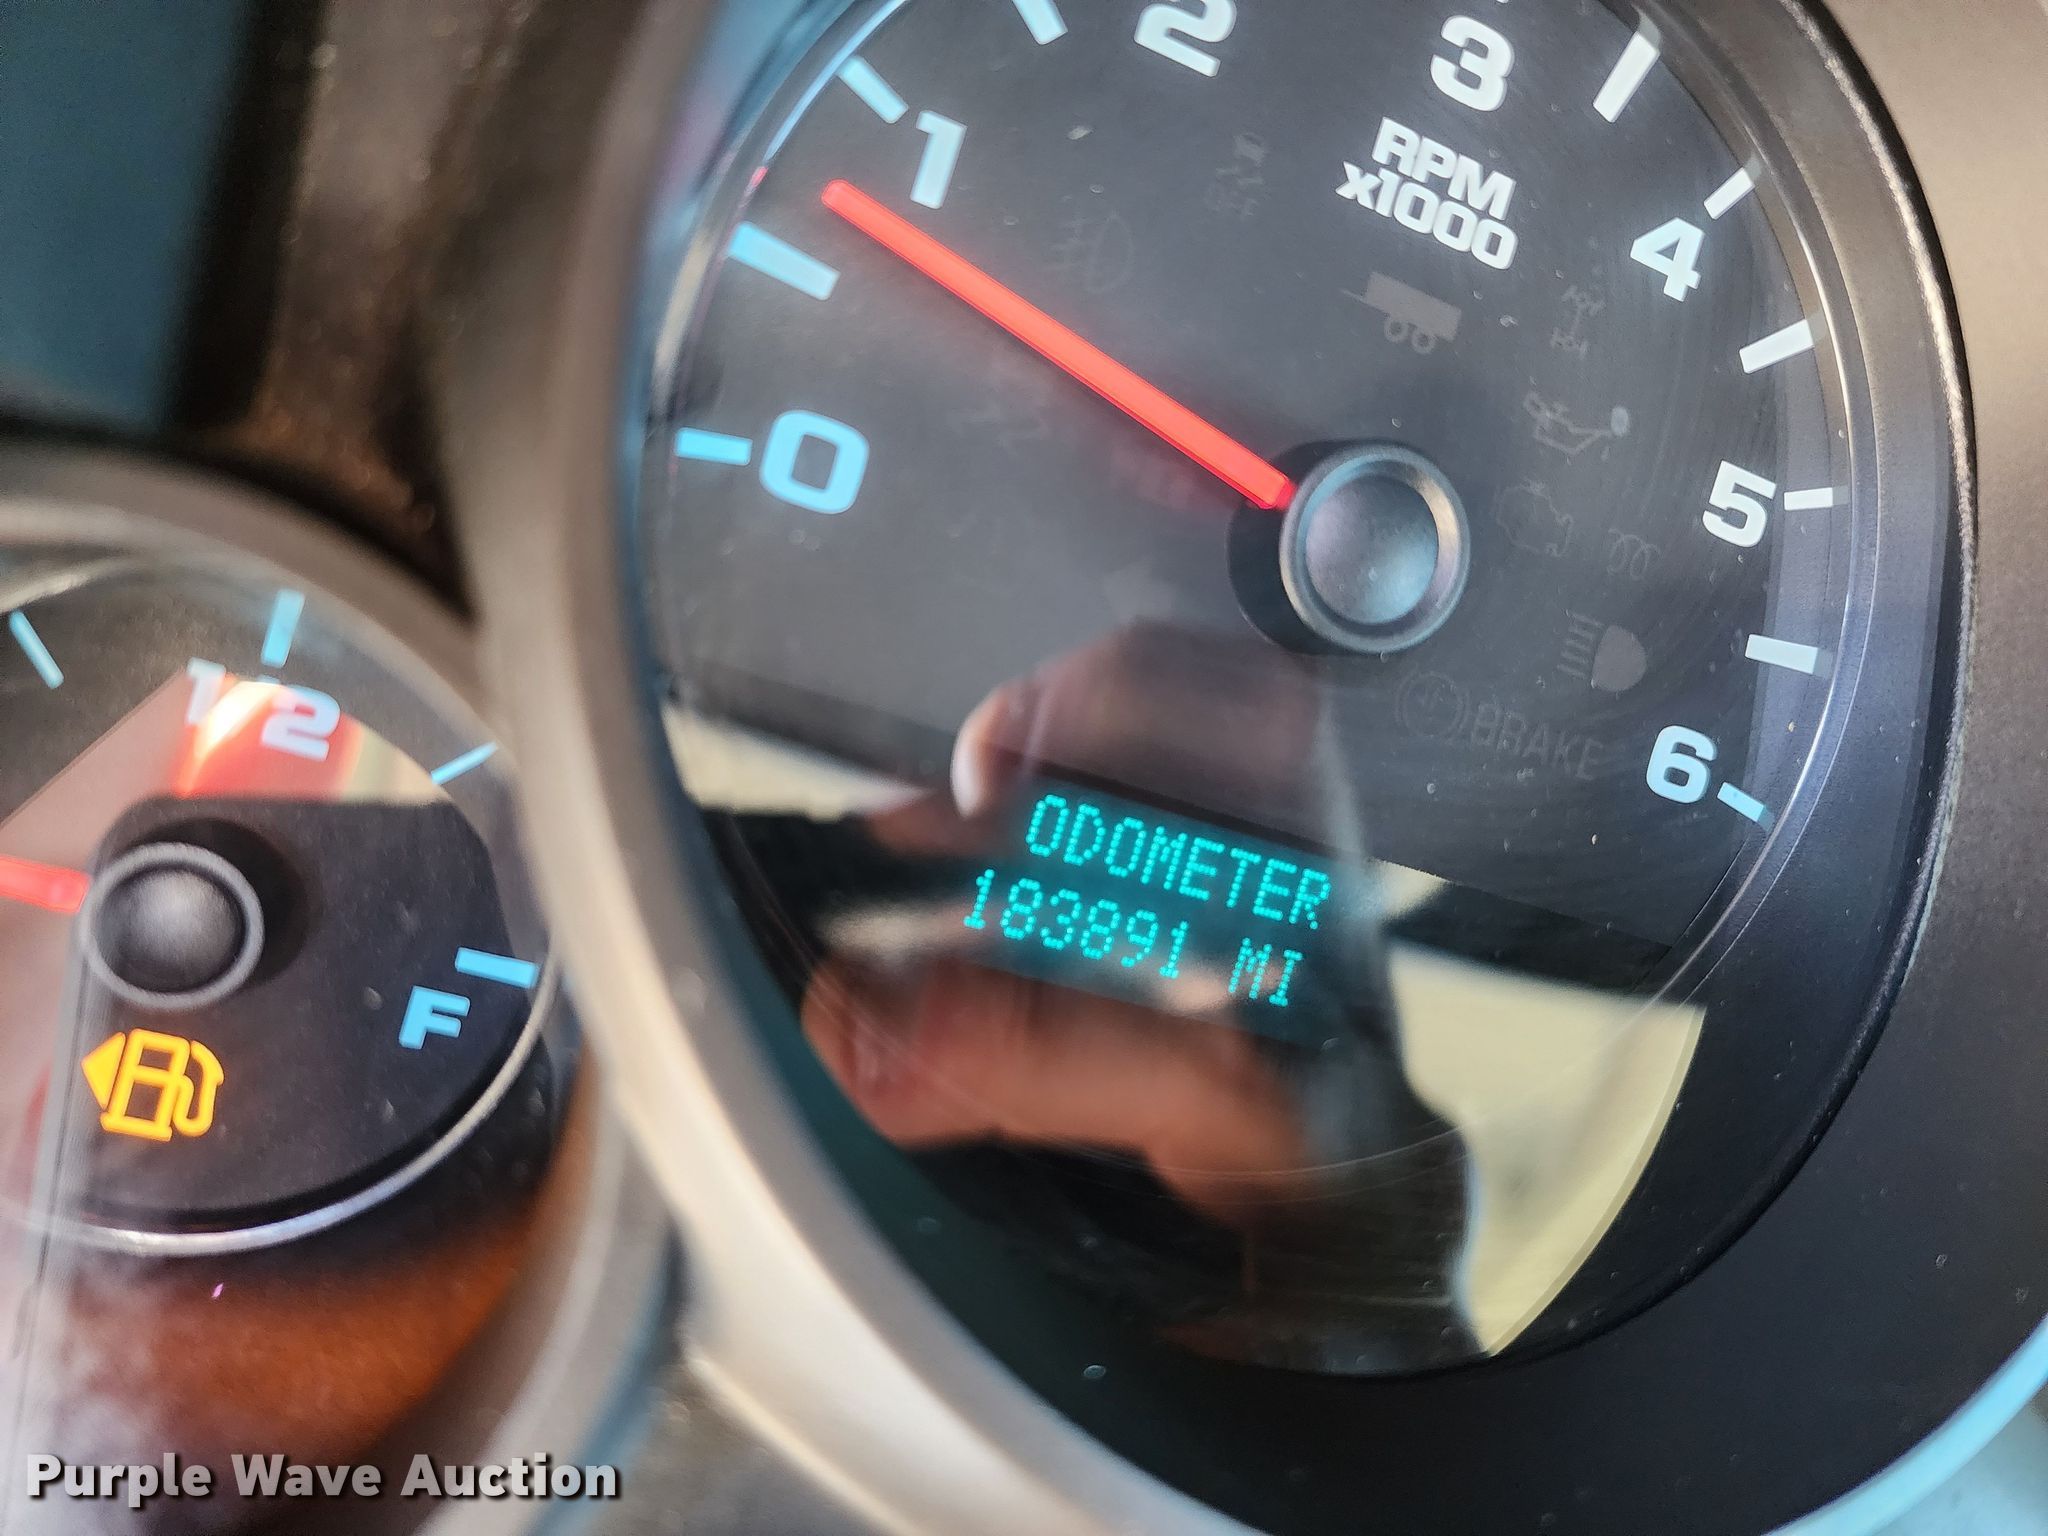 2
3
1
RPM
x1000
4
0
5
1/2
BRAKE
6
ODOMETER
183891 MI
F
Purple Wave Auction